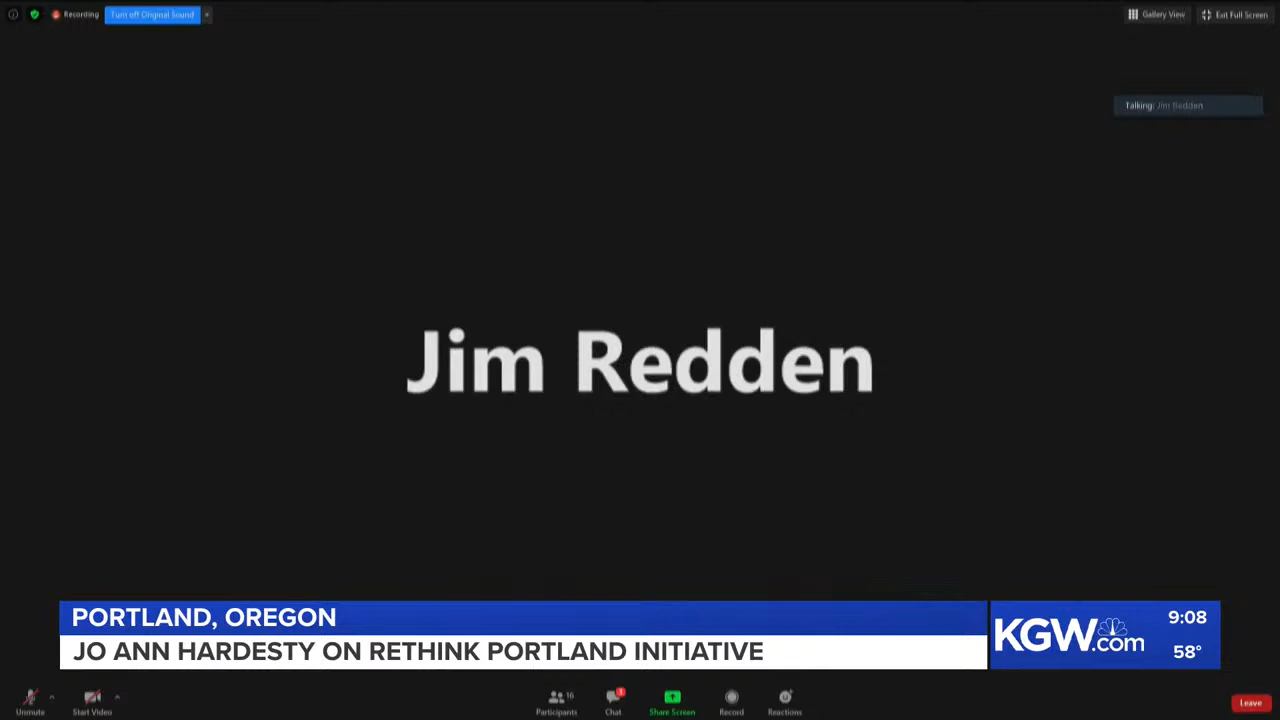 Recording
Turn off Original Sound
Gallery View
Exit Full Screen
Talking: Jim Redden
Jim Redden
PORTLAND, OREGON
JO ANN HARDESTY ON RETHINK PORTLAND INITIATIVE
KGW.com
9:08
58°
Unmute
Start Video
Participants
16
Chat
Share Screen
Record
Reactions
Leave